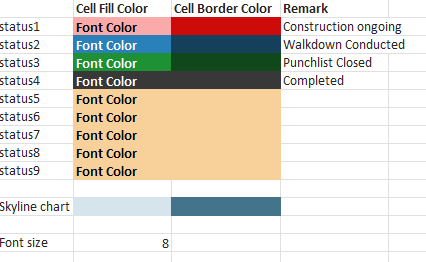 Cell Fill Color Cell Border Color Remark
status1 Font Color Construction ongoing
status2 Font Color Walkdown Conducted
status3 Font Color Punchlist Closed
status4 Font Color Completed
status5 Font Color
status6 Font Color
status7 Font Color
status8 Font Color
status9 Font Color
Skyline chart
Font size 8